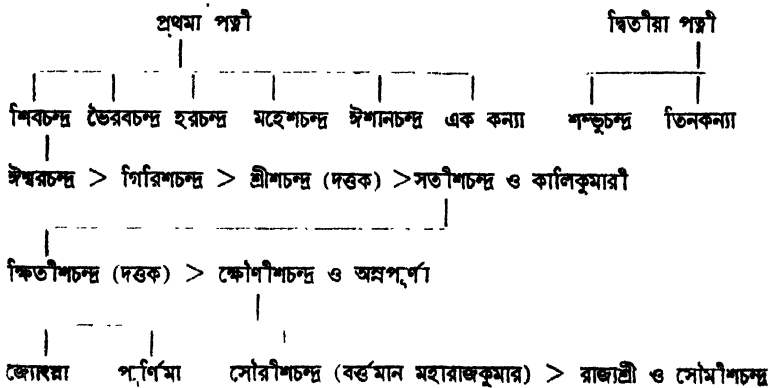 প্রথমা পত্নী দ্বিতীয়া পত্নী
শিবচন্দ্র ভৈরবচন্দ্র হরচন্দ্র মহেশচন্দ্র ঈশানচন্দ্র এক কন্যা শম্ভুচন্দ্র তিনকন্যা
ঈশ্বরচন্দ্র > গিরিশচন্দ্র > শ্রীশচন্দ্র (দত্তক) >সতীশচন্দ্র ও কালিকুমারী
ক্ষিতীশচন্দ্র (দত্তক) > ক্ষৌণীশচন্দ্র ও অন্নপূর্ণা
জ্যোৎস্না পূর্ণিমা সৌরীশচন্দ্র (বর্ত্তমান মহারাজকুমার) > রাজ্যশ্রী ও সৌমীশচন্দ্র